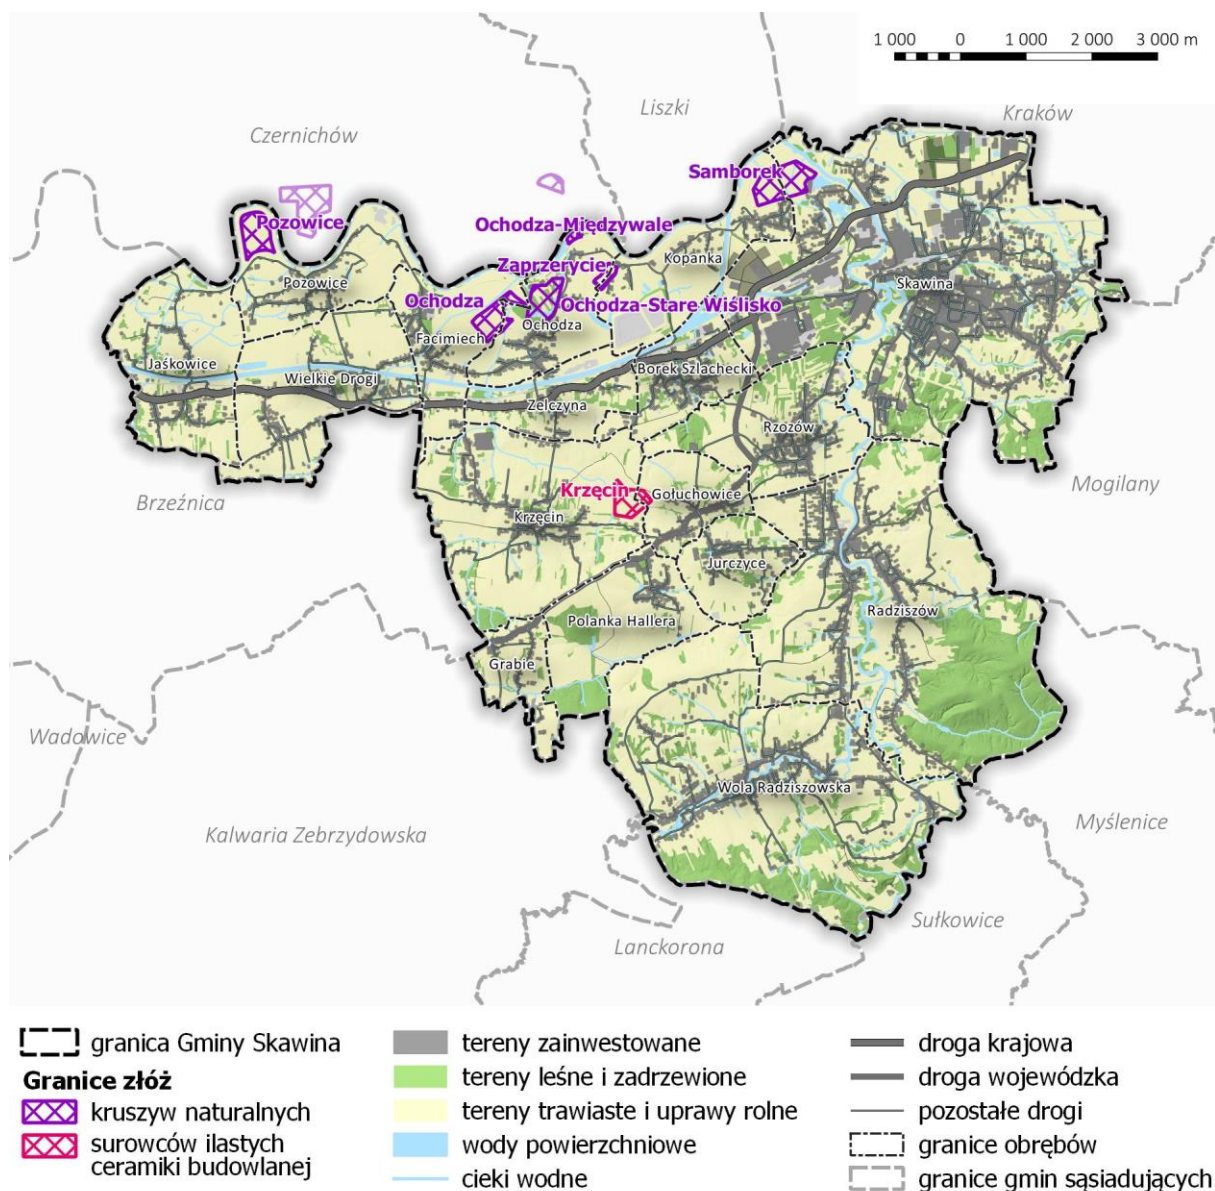 1 000 0 1 000 2 000 3 000 m
Liszki
Kraków
Czernichów
Samborek
Pozowice
Ochodza-Międzywale
Kopanka
Zaprzerycie
Pozowice
Skawina
Ochodza
Ochodza-Stare Wiślisko
Facimiech
Ochodza
Jaśkowice
Borek Szlachecki
Wielkie Drogi
Zelczyna
Rzozów
Krzęcin
Mogilany
Gołuchowice
Brzeźnica
Krzęcin
Jurczyce
Radziszów
Polanka Hallera
Grabie
Wadowice
Wola Radziszowska
Kalwaria Zebrzydowska
Myślenice
Sułkowice
Lanckorona
granica Gminy Skawina
Granice złóż
kruszyw naturalnych
surowców ilastych
ceramiki budowlanej
tereny zainwestowane
tereny leśne i zadrzewione
tereny trawiaste i uprawy rolne
wody powierzchniowe
cieki wodne
droga krajowa
droga wojewódzka
pozostałe drogi
granice obrębów
granice gmin sąsiadujących